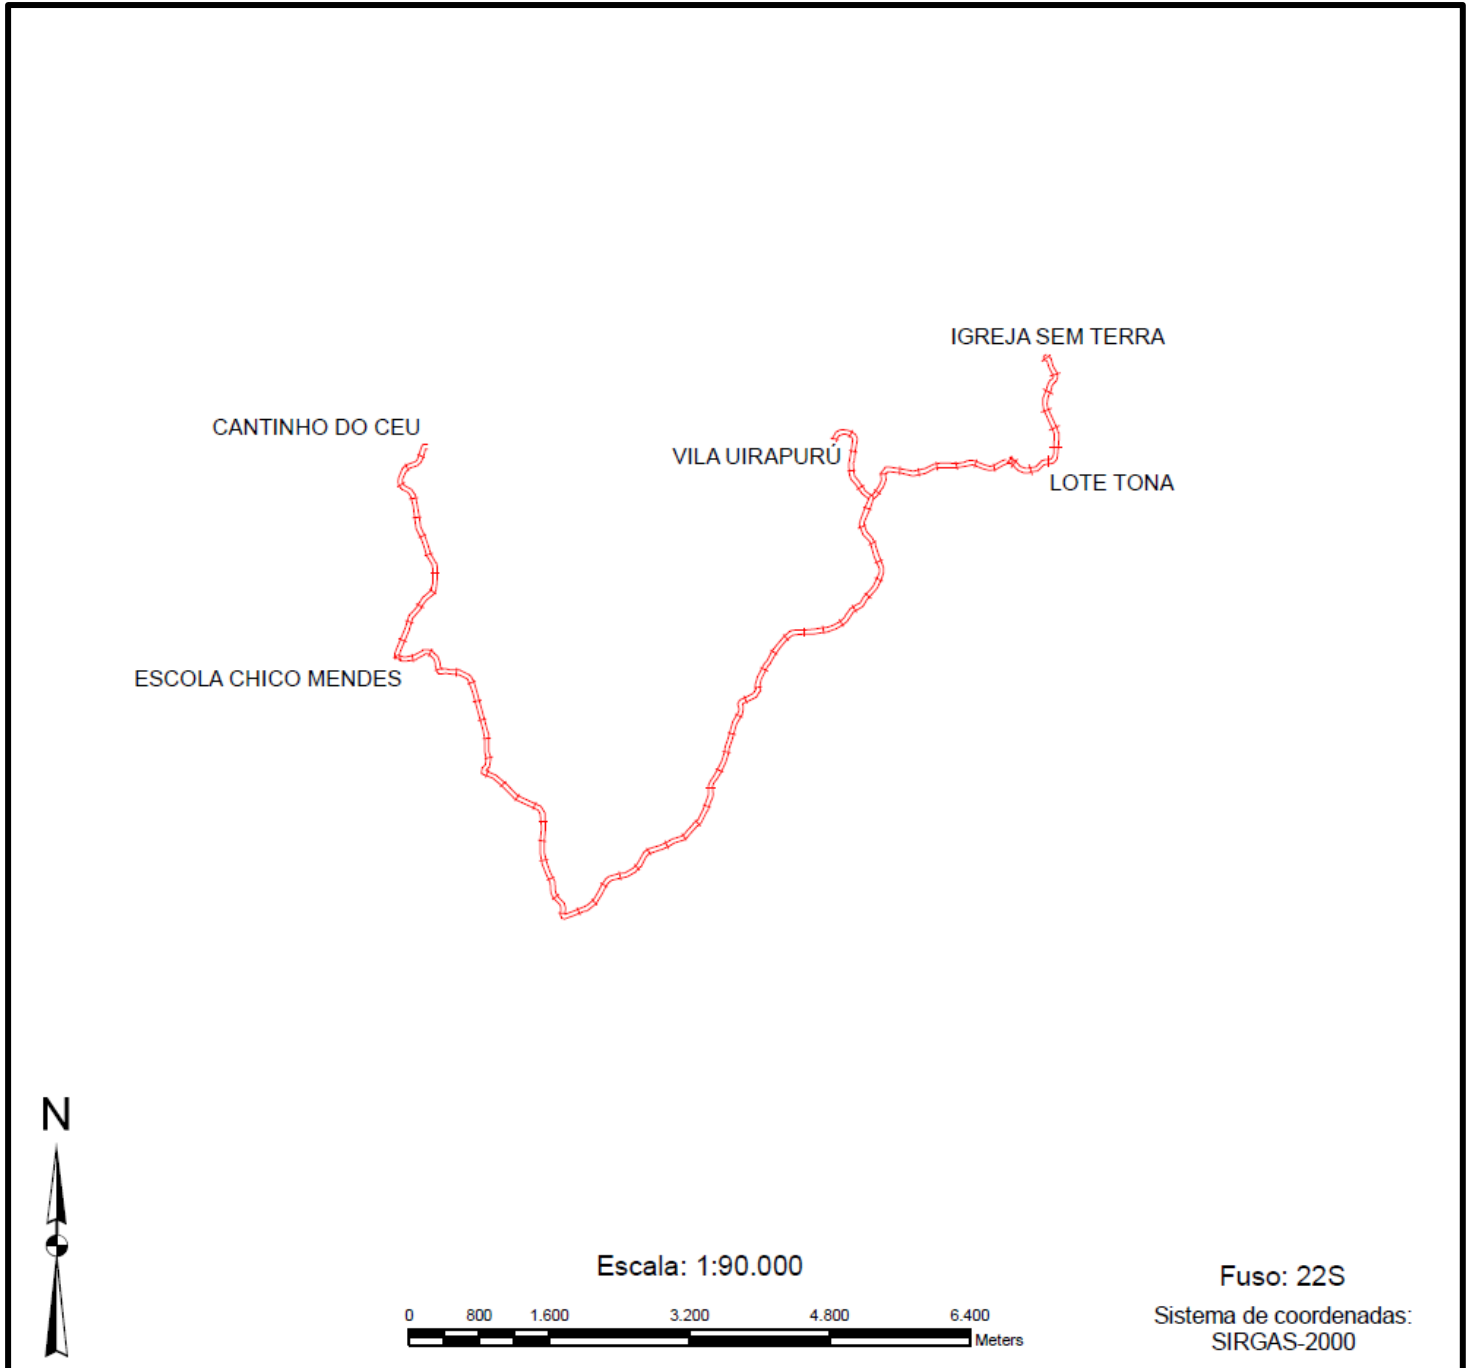 IGREJA SEM TERRA
CANTINHO DO CEU
VILA UIRAPURÚ
LOTE TONA
ESCOLA CHICO MENDES
N
Escala: 1:90.000
Fuso: 22S
0 800 1.600 3.200 4.800 6.400
Meters
Sistema de coordenadas:
SIRGAS-2000